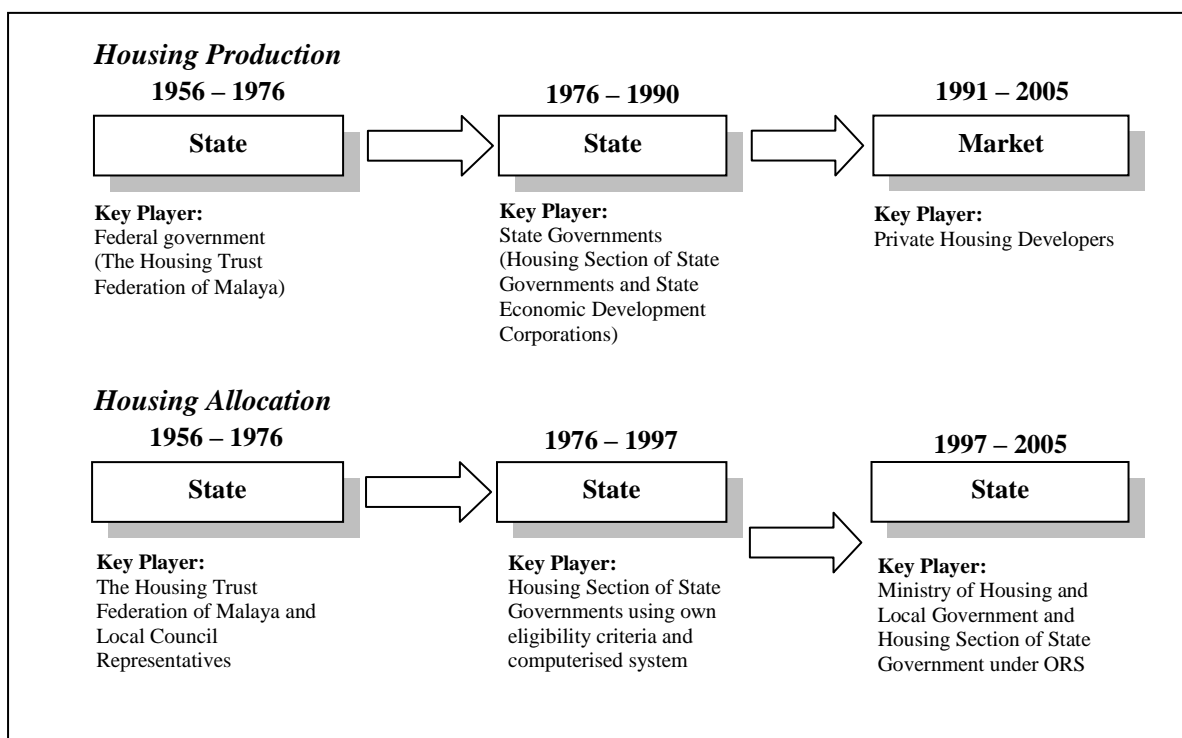 Housing Production
1956 – 1976
State
Key Player:
Federal government
(The Housing Trust
Federation of Malaya)
1976 – 1990
State
Key Player:
State Governments
(Housing Section of State
Governments and State
Economic Development
Corporations)
1991 – 2005
Market
Key Player:
Private Housing Developers
Housing Allocation
1956 – 1976
State
Key Player:
The Housing Trust
Federation of Malaya and
Local Council
Representatives
1976 – 1997
State
Key Player:
Housing Section of State
Governments using own
eligibility criteria and
computerised system
1997 – 2005
State
Key Player:
Ministry of Housing and
Local Government and
Housing Section of State
Government under ORS